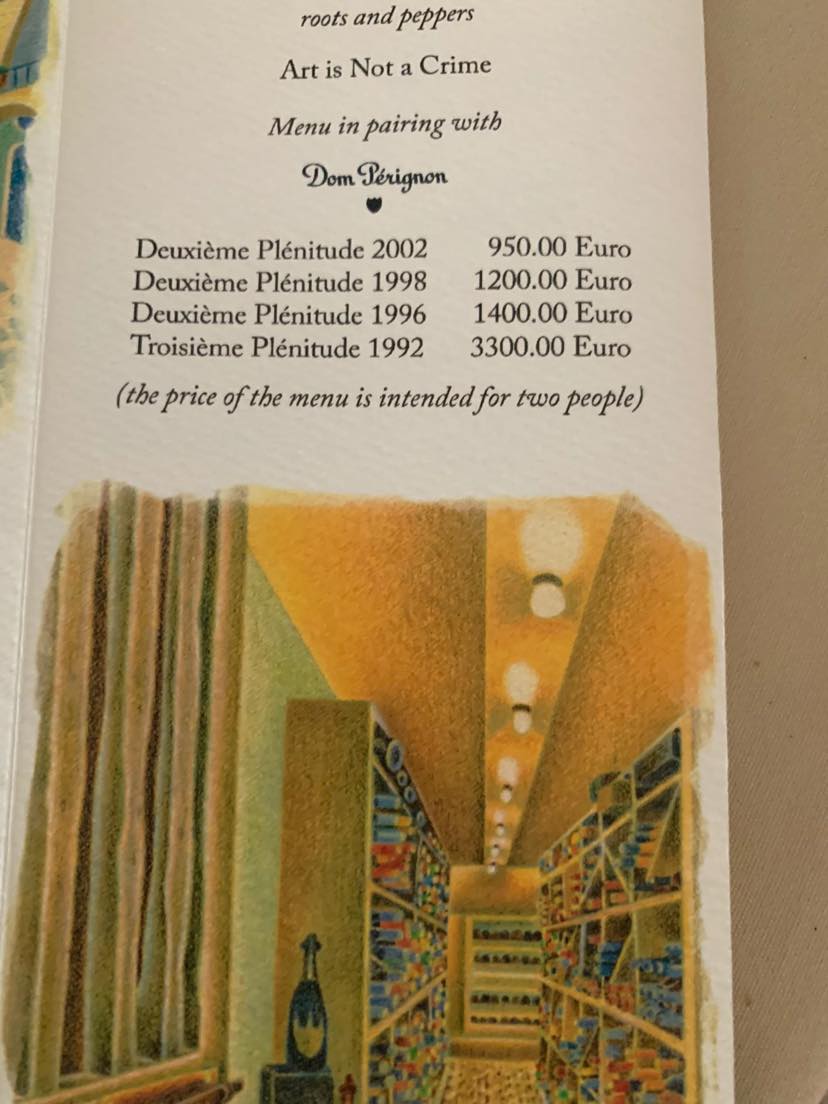 roots and peppers
Art is Not a Crime
Menu in pairing with
Dom Pérignon
Deuxième Plénitude 2002 950.00 Euro
Deuxième Plénitude 1998 1200.00 Euro
Deuxième Plénitude 1996 1400.00 Euro
Troisième Plénitude 1992 3300.00 Euro
(the price of the menu is intended for two people)